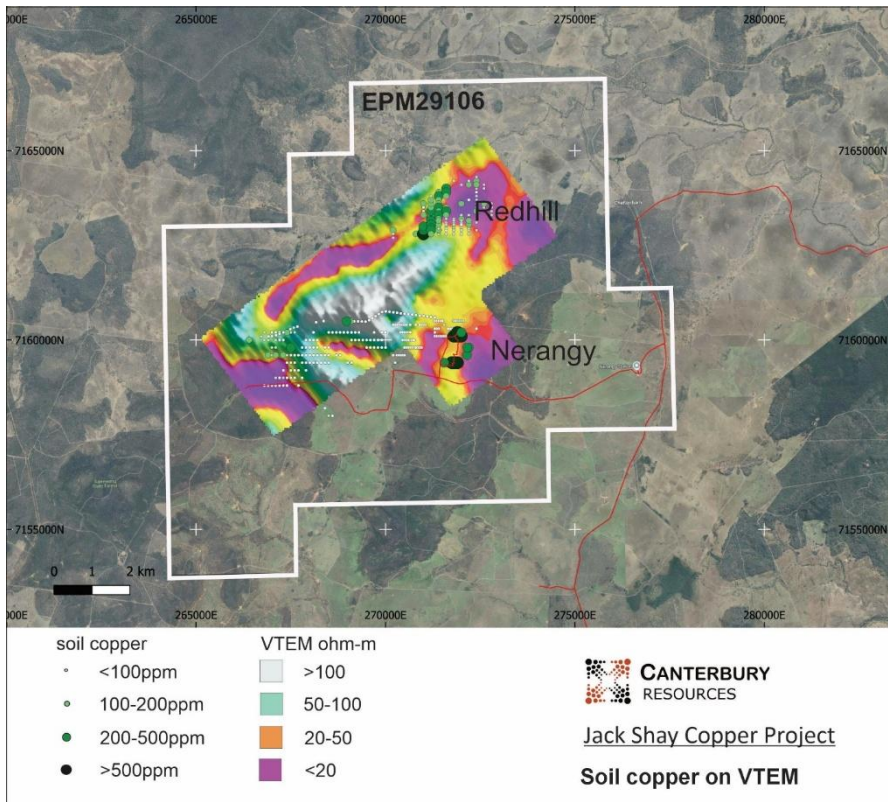 265000E 270000E 275000E 280000E
EPM29106
7165000N 7165000N
Redhill
7160000N 7160000N
Nerangy
7155000N 7155000N
0 1 2 km
000E 265000E 270000E 275000E 280000E
soil copper
<100ppm
100-200ppm
200-500ppm
>500ppm
VTEM ohm-m
>100
50-100
20-50
<20
CANTERBURY
RESOURCES
Jack Shay Copper Project
Soil copper on VTEM